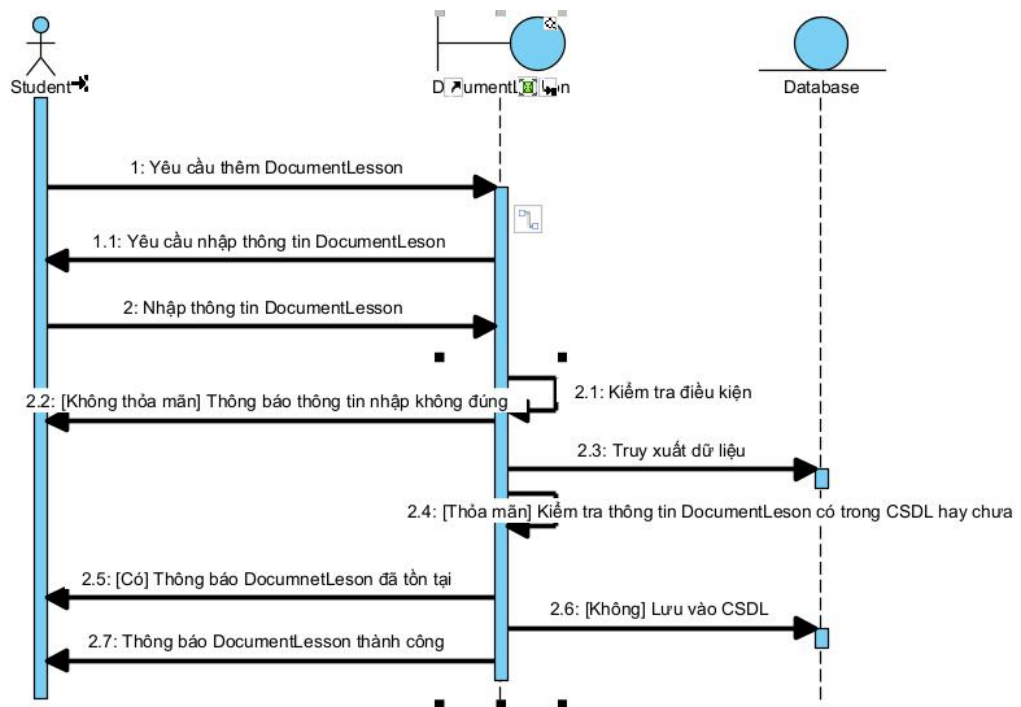 Student
Database
1: Yêu cầu thêm DocumentLesson
1.1: Yêu cầu nhập thông tin DocumentLeson
2: Nhập thông tin DocumentLesson
2.1: Kiểm tra điều kiện
2.2: [Không thỏa mãn] Thông báo thông tin nhập không đúng
2.3: Truy xuất dữ liệu
2.4: [Thỏa mãn] Kiểm tra thông tin DocumentLeson có trong CSDL hay chưa
2.5: [Có] Thông báo DocumnetLeson đã tồn tại
2.6: [Không] Lưu vào CSDL
2.7: Thông báo DocumentLesson thành công